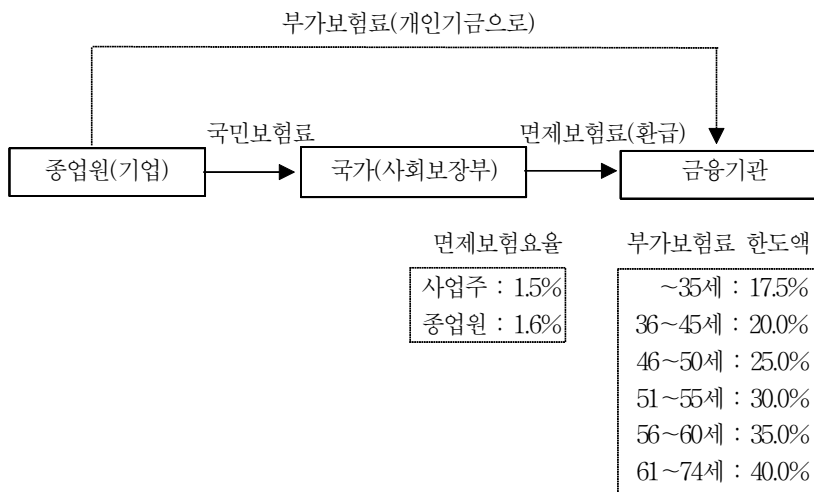 부가보험료(개인기금으로)
국민보험료
면제보험료(환급)
종업원(기업)
국가(사회보장부)
금융기관
면제보험요율
사업주 : 1.5%
종업원 : 1.6%
부가보험료 한도액
~35세 : 17.5%
36~45세 : 20.0%
46~50세 : 25.0%
51~55세 : 30.0%
56~60세 : 35.0%
61~74세 : 40.0%